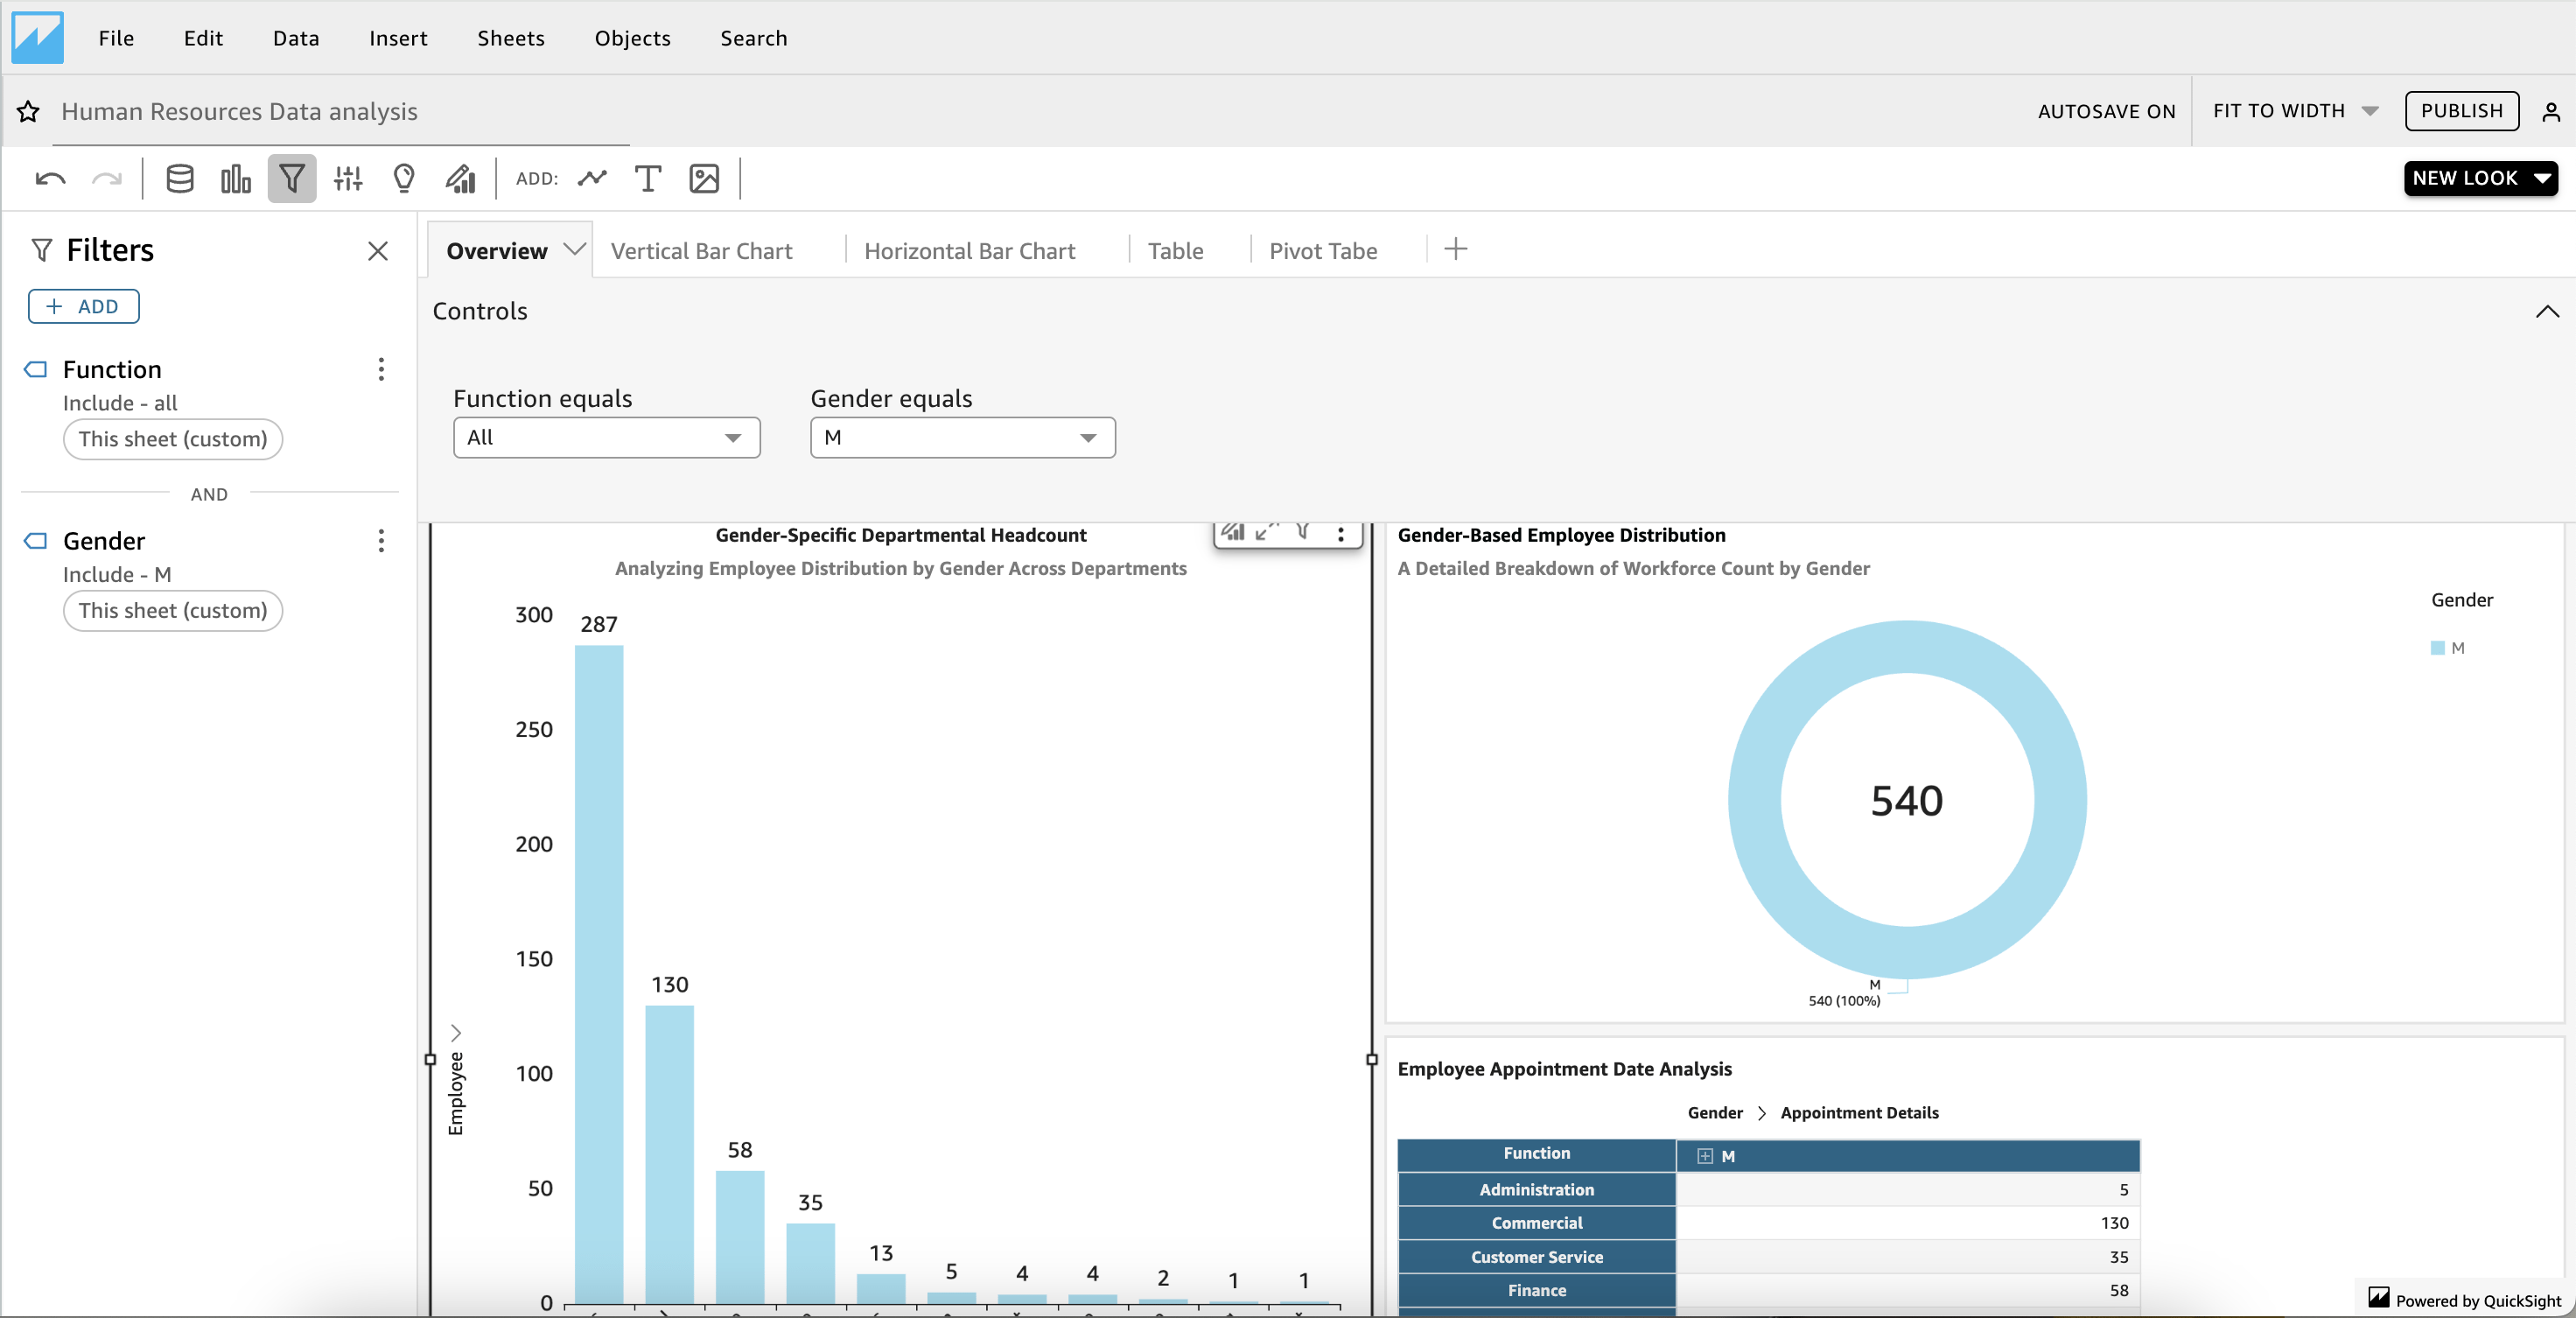 File Edit Data Insert Sheets Objects Search
Human Resources Data analysis
AUTOSAVE ON FIT TO WIDTH PUBLISH
ADD:
NEW LOOK
Filters
ADD
Function
Include - all
This sheet (custom)
AND
Gender
Include - M
This sheet (custom)
Overview Vertical Bar Chart Horizontal Bar Chart Table Pivot Tabe
Controls
Function equals
All
Gender equals
M
Gender-Specific Departmental Headcount
Analyzing Employee Distribution by Gender Across Departments
300
250
200
150
100
50
0
287
130
58
35
13
5
4
4
2
1
1
Employee
Gender-Based Employee Distribution
A Detailed Breakdown of Workforce Count by Gender
Gender
M
540
M
540 (100%)
Employee Appointment Date Analysis
Gender > Appointment Details
Function M
Administration 5
Commercial 130
Customer Service 35
Finance 58
Powered by QuickSight